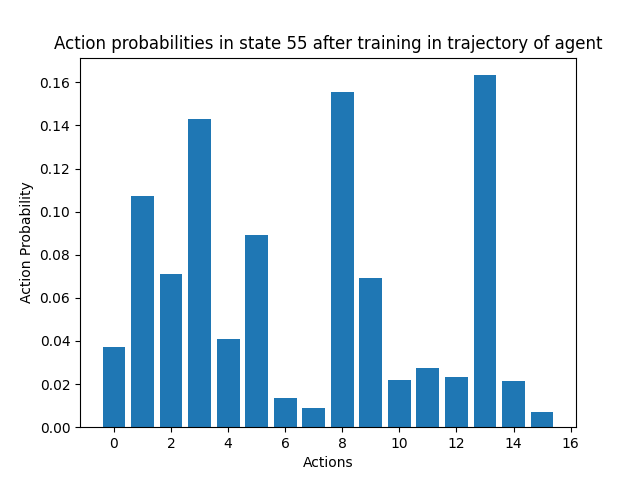 Action probabilities in state 55 after training in trajectory of agent
0.16
0.14
0.12
0.10
0.08
0.06
0.04
0.02
0.00
Action Probability
0 2 4 6 8 10 12 14 16
Actions